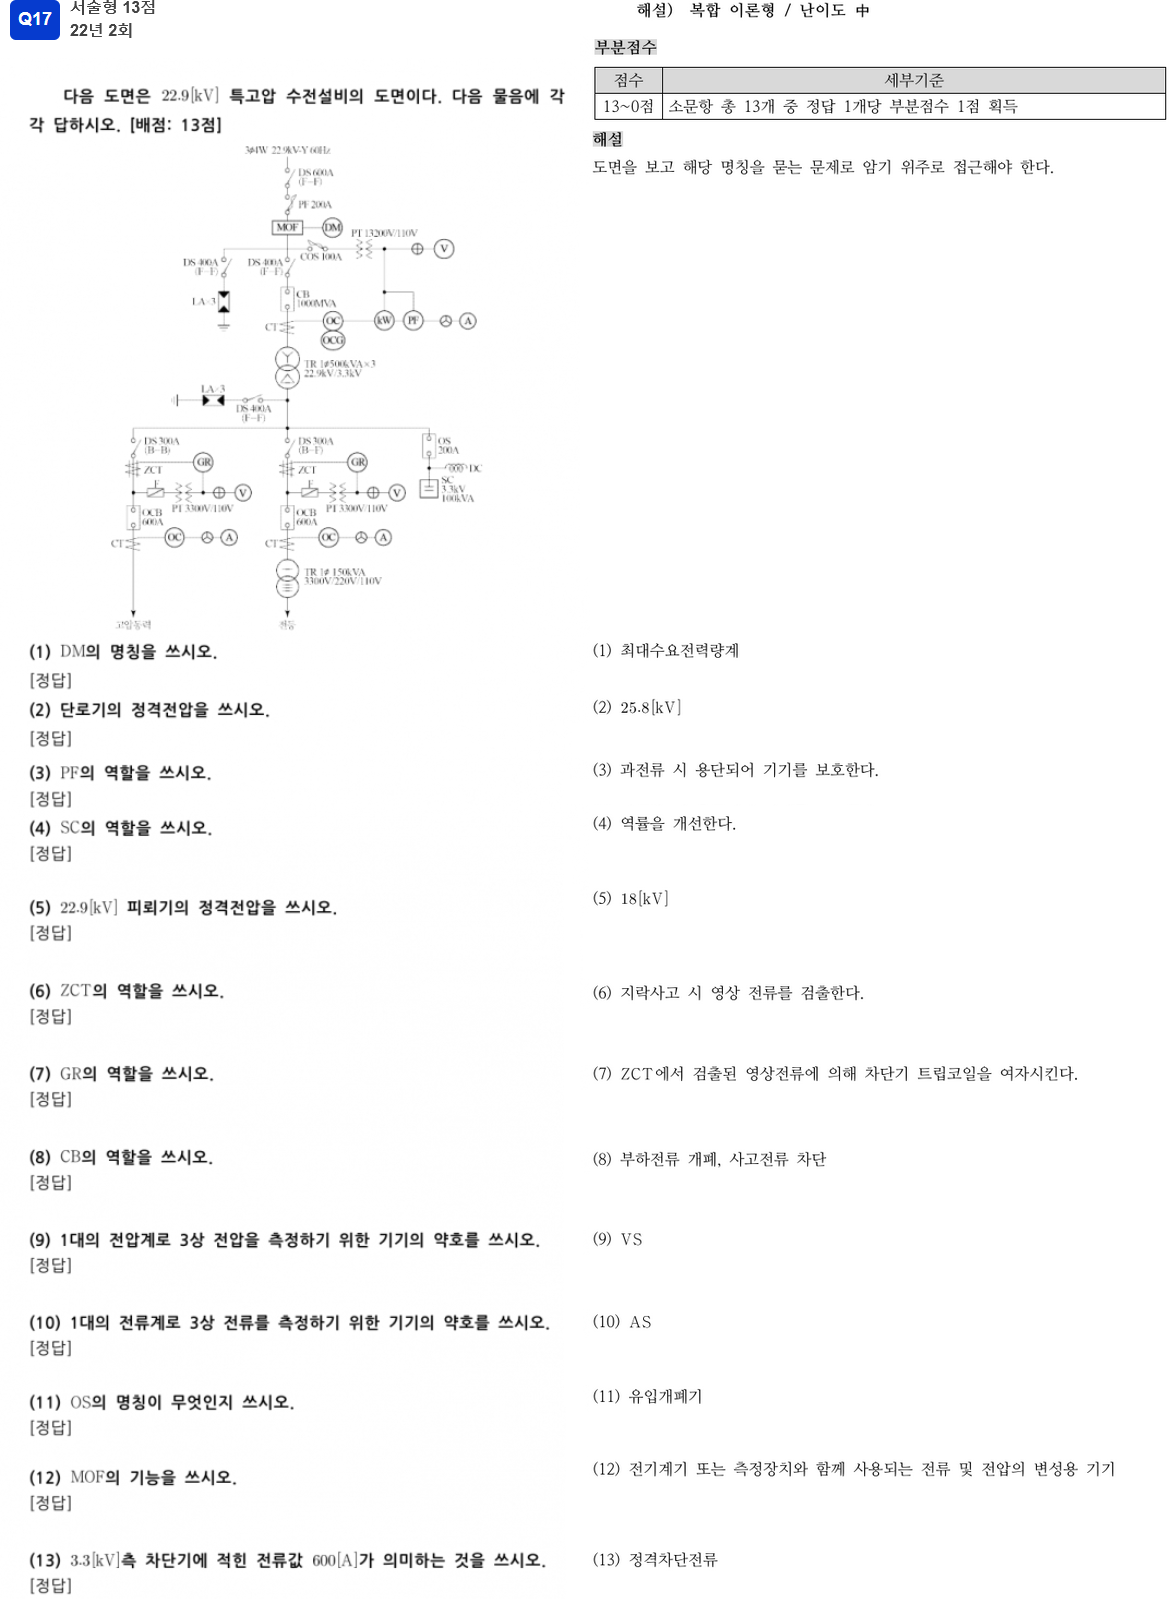 Q17
서술형 13점
22년 2회
다음 도면은 22.9[kV] 특고압 수전설비의 도면이다. 다음 물음에 각
각 답하시오. [배점: 13점]
3∅4W 22.9kV-Y 60Hz
DS 600A
(F-F)
PF 200A
MOF
DM
PT 13200V/110V
COS 100A
V
DS 400A
(F-F)
DS 400A
(F-F)
LA×3
CB
1000MVA
CT
OC
OCG
kW
PF
A
TR 1∅500kVA×3
22.9kV/3.3kV
LA×3
DS 400A
(F-F)
DS 300A
(B-B)
DS 300A
(B-F)
OS
200A
ZCT
GR
ZCT
GR
DC
SC
3.3kV
100kVA
F
V
F
V
PT 3300V/110V
PT 3300V/110V
OCB
600A
OCB
600A
CT
OC
A
CT
OC
A
TR 1∅ 150kVA
3300V/220V/110V
고압동력
전등
(1) DM의 명칭을 쓰시오.
[정답]
(2) 단로기의 정격전압을 쓰시오.
[정답]
(3) PF의 역할을 쓰시오.
[정답]
(4) SC의 역할을 쓰시오.
[정답]
(5) 22.9[kV] 피뢰기의 정격전압을 쓰시오.
[정답]
(6) ZCT의 역할을 쓰시오.
[정답]
(7) GR의 역할을 쓰시오.
[정답]
(8) CB의 역할을 쓰시오.
[정답]
(9) 1대의 전압계로 3상 전압을 측정하기 위한 기기의 약호를 쓰시오.
[정답]
(10) 1대의 전류계로 3상 전류를 측정하기 위한 기기의 약호를 쓰시오.
[정답]
(11) OS의 명칭이 무엇인지 쓰시오.
[정답]
(12) MOF의 기능을 쓰시오.
[정답]
(13) 3.3[kV]측 차단기에 적힌 전류값 600[A]가 의미하는 것을 쓰시오.
[정답]
해설) 복합 이론형 / 난이도 中
부분점수
점수 세부기준
13~0점 소문항 총 13개 중 정답 1개당 부분점수 1점 획득
해설
도면을 보고 해당 명칭을 묻는 문제로 암기 위주로 접근해야 한다.
(1) 최대수요전력량계
(2) 25.8[kV]
(3) 과전류 시 용단되어 기기를 보호한다.
(4) 역률을 개선한다.
(5) 18[kV]
(6) 지락사고 시 영상 전류를 검출한다.
(7) ZCT에서 검출된 영상전류에 의해 차단기 트립코일을 여자시킨다.
(8) 부하전류 개폐, 사고전류 차단
(9) VS
(10) AS
(11) 유입개폐기
(12) 전기계기 또는 측정장치와 함께 사용되는 전류 및 전압의 변성용 기기
(13) 정격차단전류